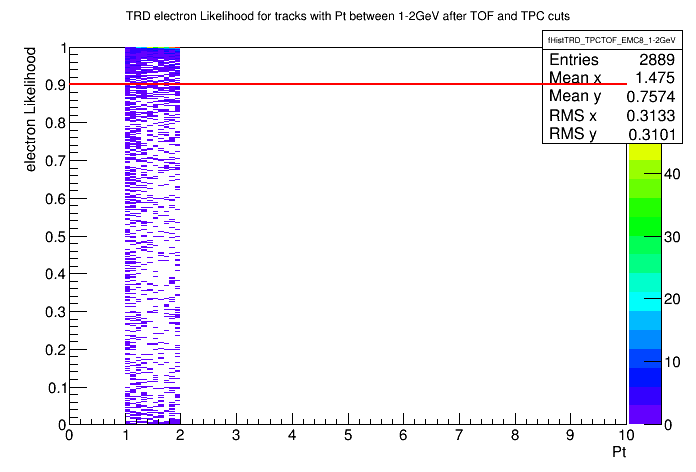 TRD electron Likelihood for tracks with Pt between 1-2GeV after TOF and TPC cuts
fHistTRD_TPCTOF_EMC8_1-2GeV
Entries 2889
Mean x 1.475
Mean y 0.7574
RMS x 0.3133
RMS y 0.3101
electron Likelihood
1
0.9
0.8
0.7
0.6
0.5
0.4
0.3
0.2
0.1
0
0 1 2 3 4 5 6 7 8 9 10
Pt
40
30
20
10
0